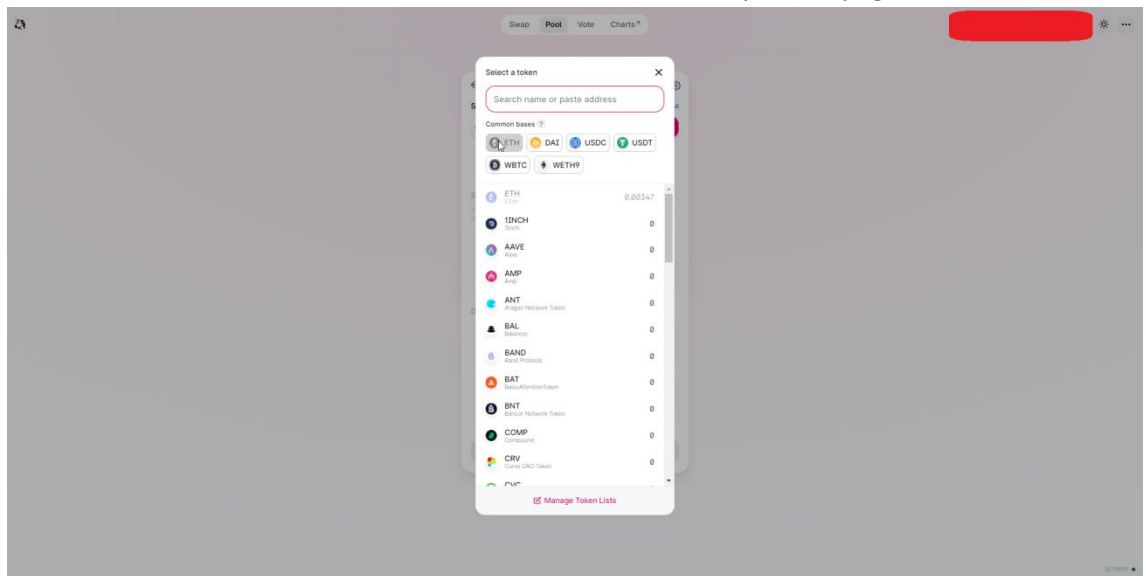 Swap Pool Vote Charts↗
Select a token
Search name or paste address
Common bases ?
ETH DAI USDC USDT
WBTC WETH9
ETH
Ether
0.00347
1INCH
1inch
0
AAVE
Aave
0
AMP
Amp
0
ANT
Aragon Network Token
0
BAL
Balancer
0
BAND
Band Protocol
0
BAT
BasicAttentionToken
0
BNT
Bancor Network Token
0
COMP
Compound
0
CRV
Curve DAO Token
0
CVC
Manage Token Lists